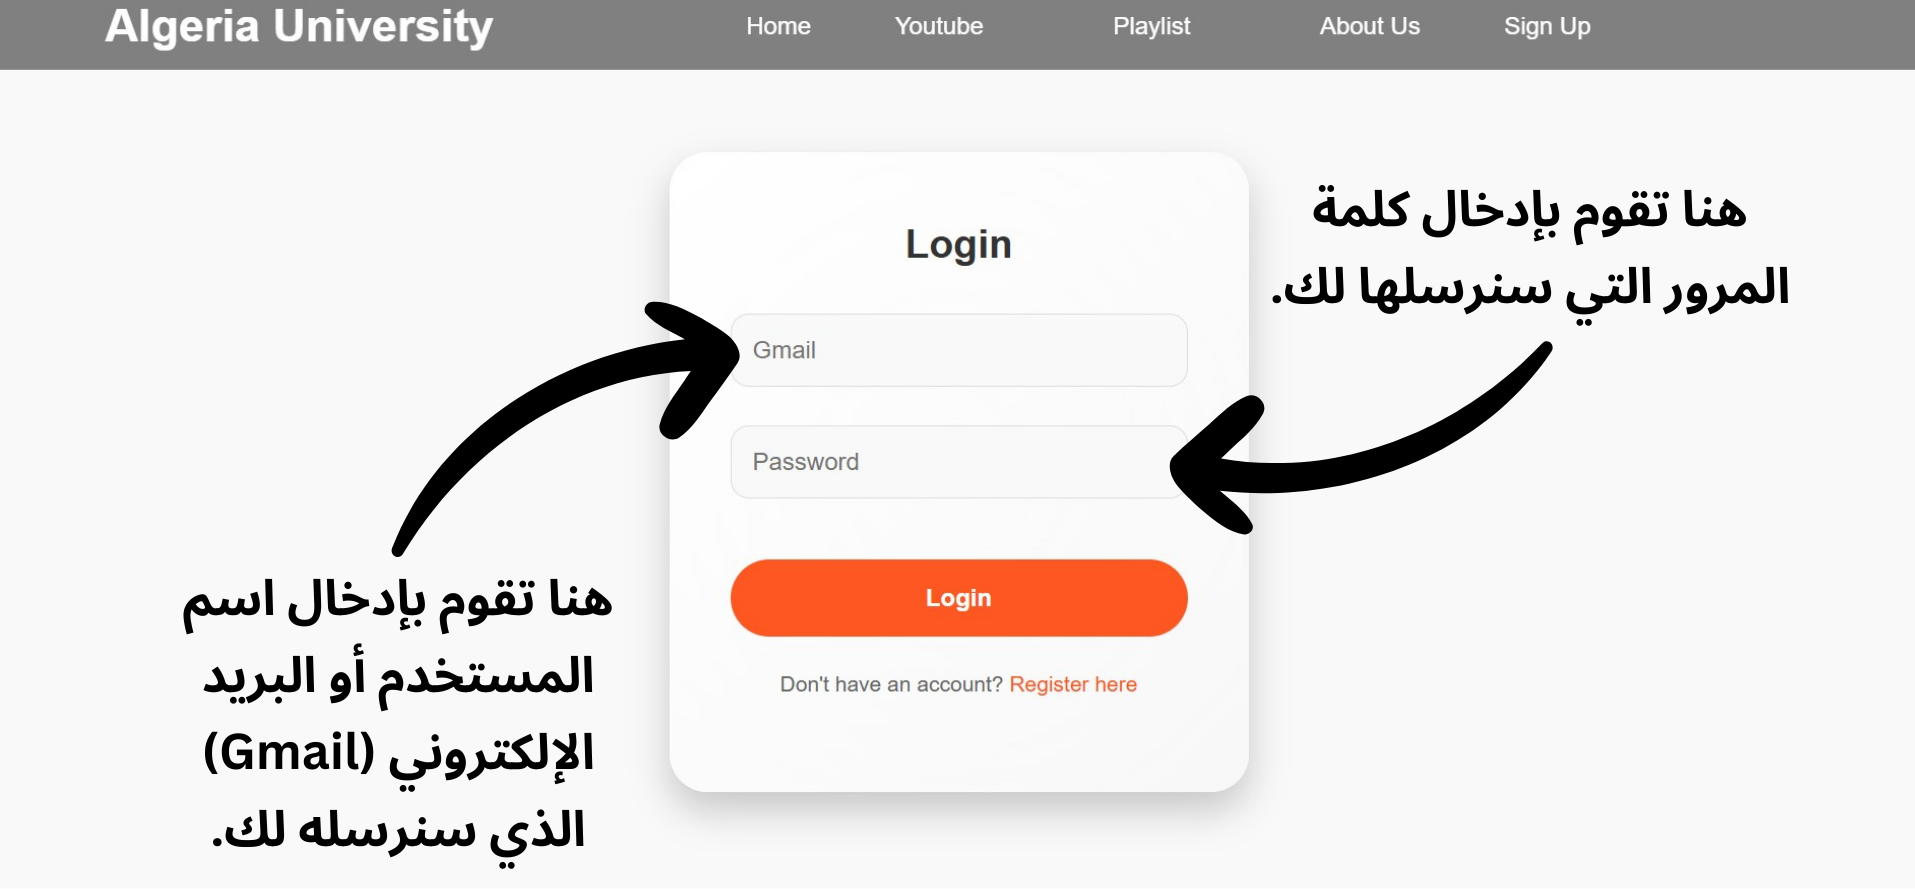 Algeria University
Home
Youtube
Playlist
About Us
Sign Up
Login
Gmail
Password
Login
Don't have an account? Register here
هنا تقوم بإدخال كلمة
المرور التي سنرسلها لك.
هنا تقوم بإدخال اسم
المستخدم أو البريد
الإلكتروني (Gmail)
الذي سنرسله لك.